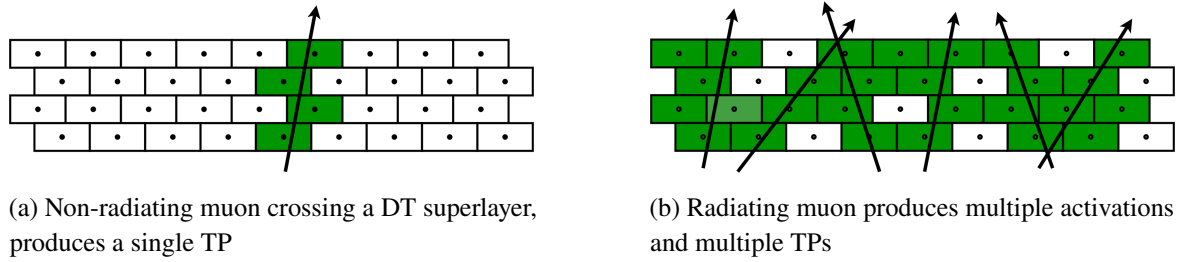 (a) Non-radiating muon crossing a DT superlayer,
produces a single TP
(b) Radiating muon produces multiple activations
and multiple TPs